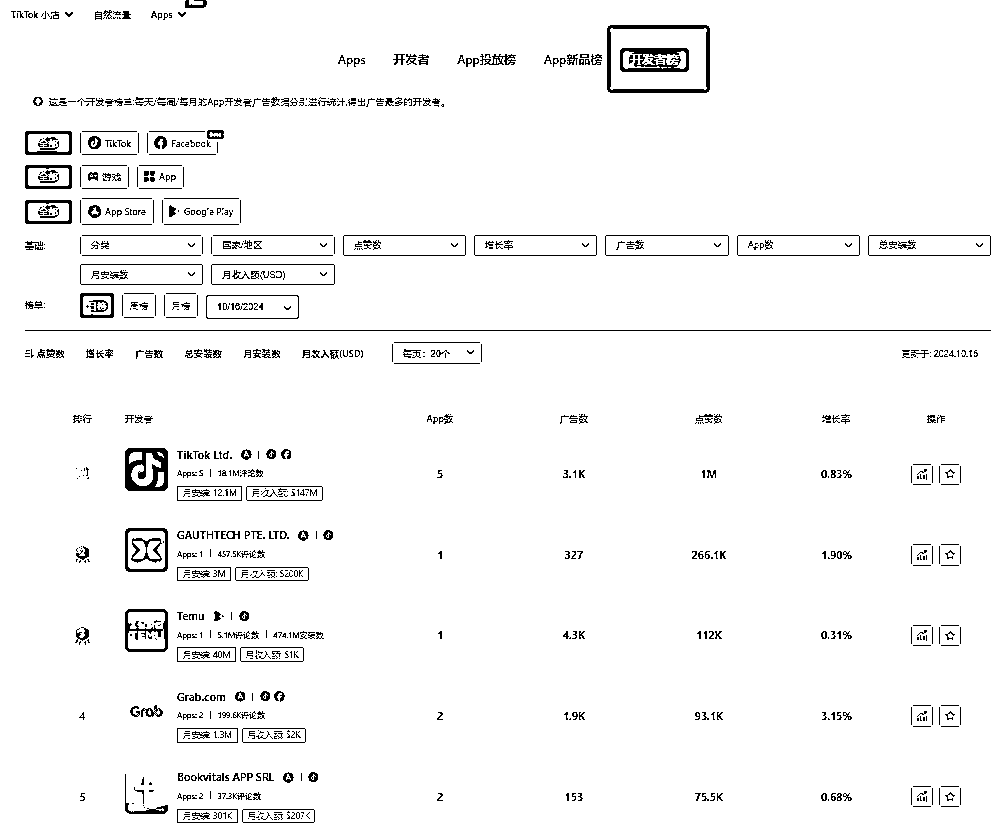 TikTok 小店 自然流量 Apps
Apps 开发者 App投放榜 App新品榜 开发者榜
这是一个开发者榜单:每天/每周/每月的App开发者广告数据分别进行统计,得出广告最多的开发者。
全部 TikTok Facebook
全部 游戏 App
全部 App Store Google Play
基础: 分类 国家/地区 点赞数 增长率 广告数 App数 总安装数
月安装数 月收入额(USD)
榜单: 日榜 周榜 月榜 10/16/2024
点赞数 增长率 广告数 总安装数 月安装数 月收入额(USD) 每页: 20个 更新于: 2024.10.16
排行 开发者 App数 广告数 点赞数 增长率 操作
TikTok Ltd.
Apps: 5 | 18.1M评论数 5 3.1K 1M 0.83%
月安装: 12.1M 月收入额: $147M
GAUTHTECH PTE. LTD.
2 Apps: 1 | 457.5K评论数 1 327 266.1K 1.90%
月安装: 3M 月收入额: $200K
Temu
Apps: 1 | 5.1M评论数 | 474.1M安装数 1 4.3K 112K 0.31%
月安装: 40M 月收入额: $1K
Grab.com
4 Grab Apps: 2 | 199.6K评论数 2 1.9K 93.1K 3.15%
月安装: 1.3M 月收入额: $2K
Bookvitals APP SRL
5 Apps: 2 | 37.3K评论数 2 153 75.5K 0.68%
月安装: 301K 月收入额: $207K